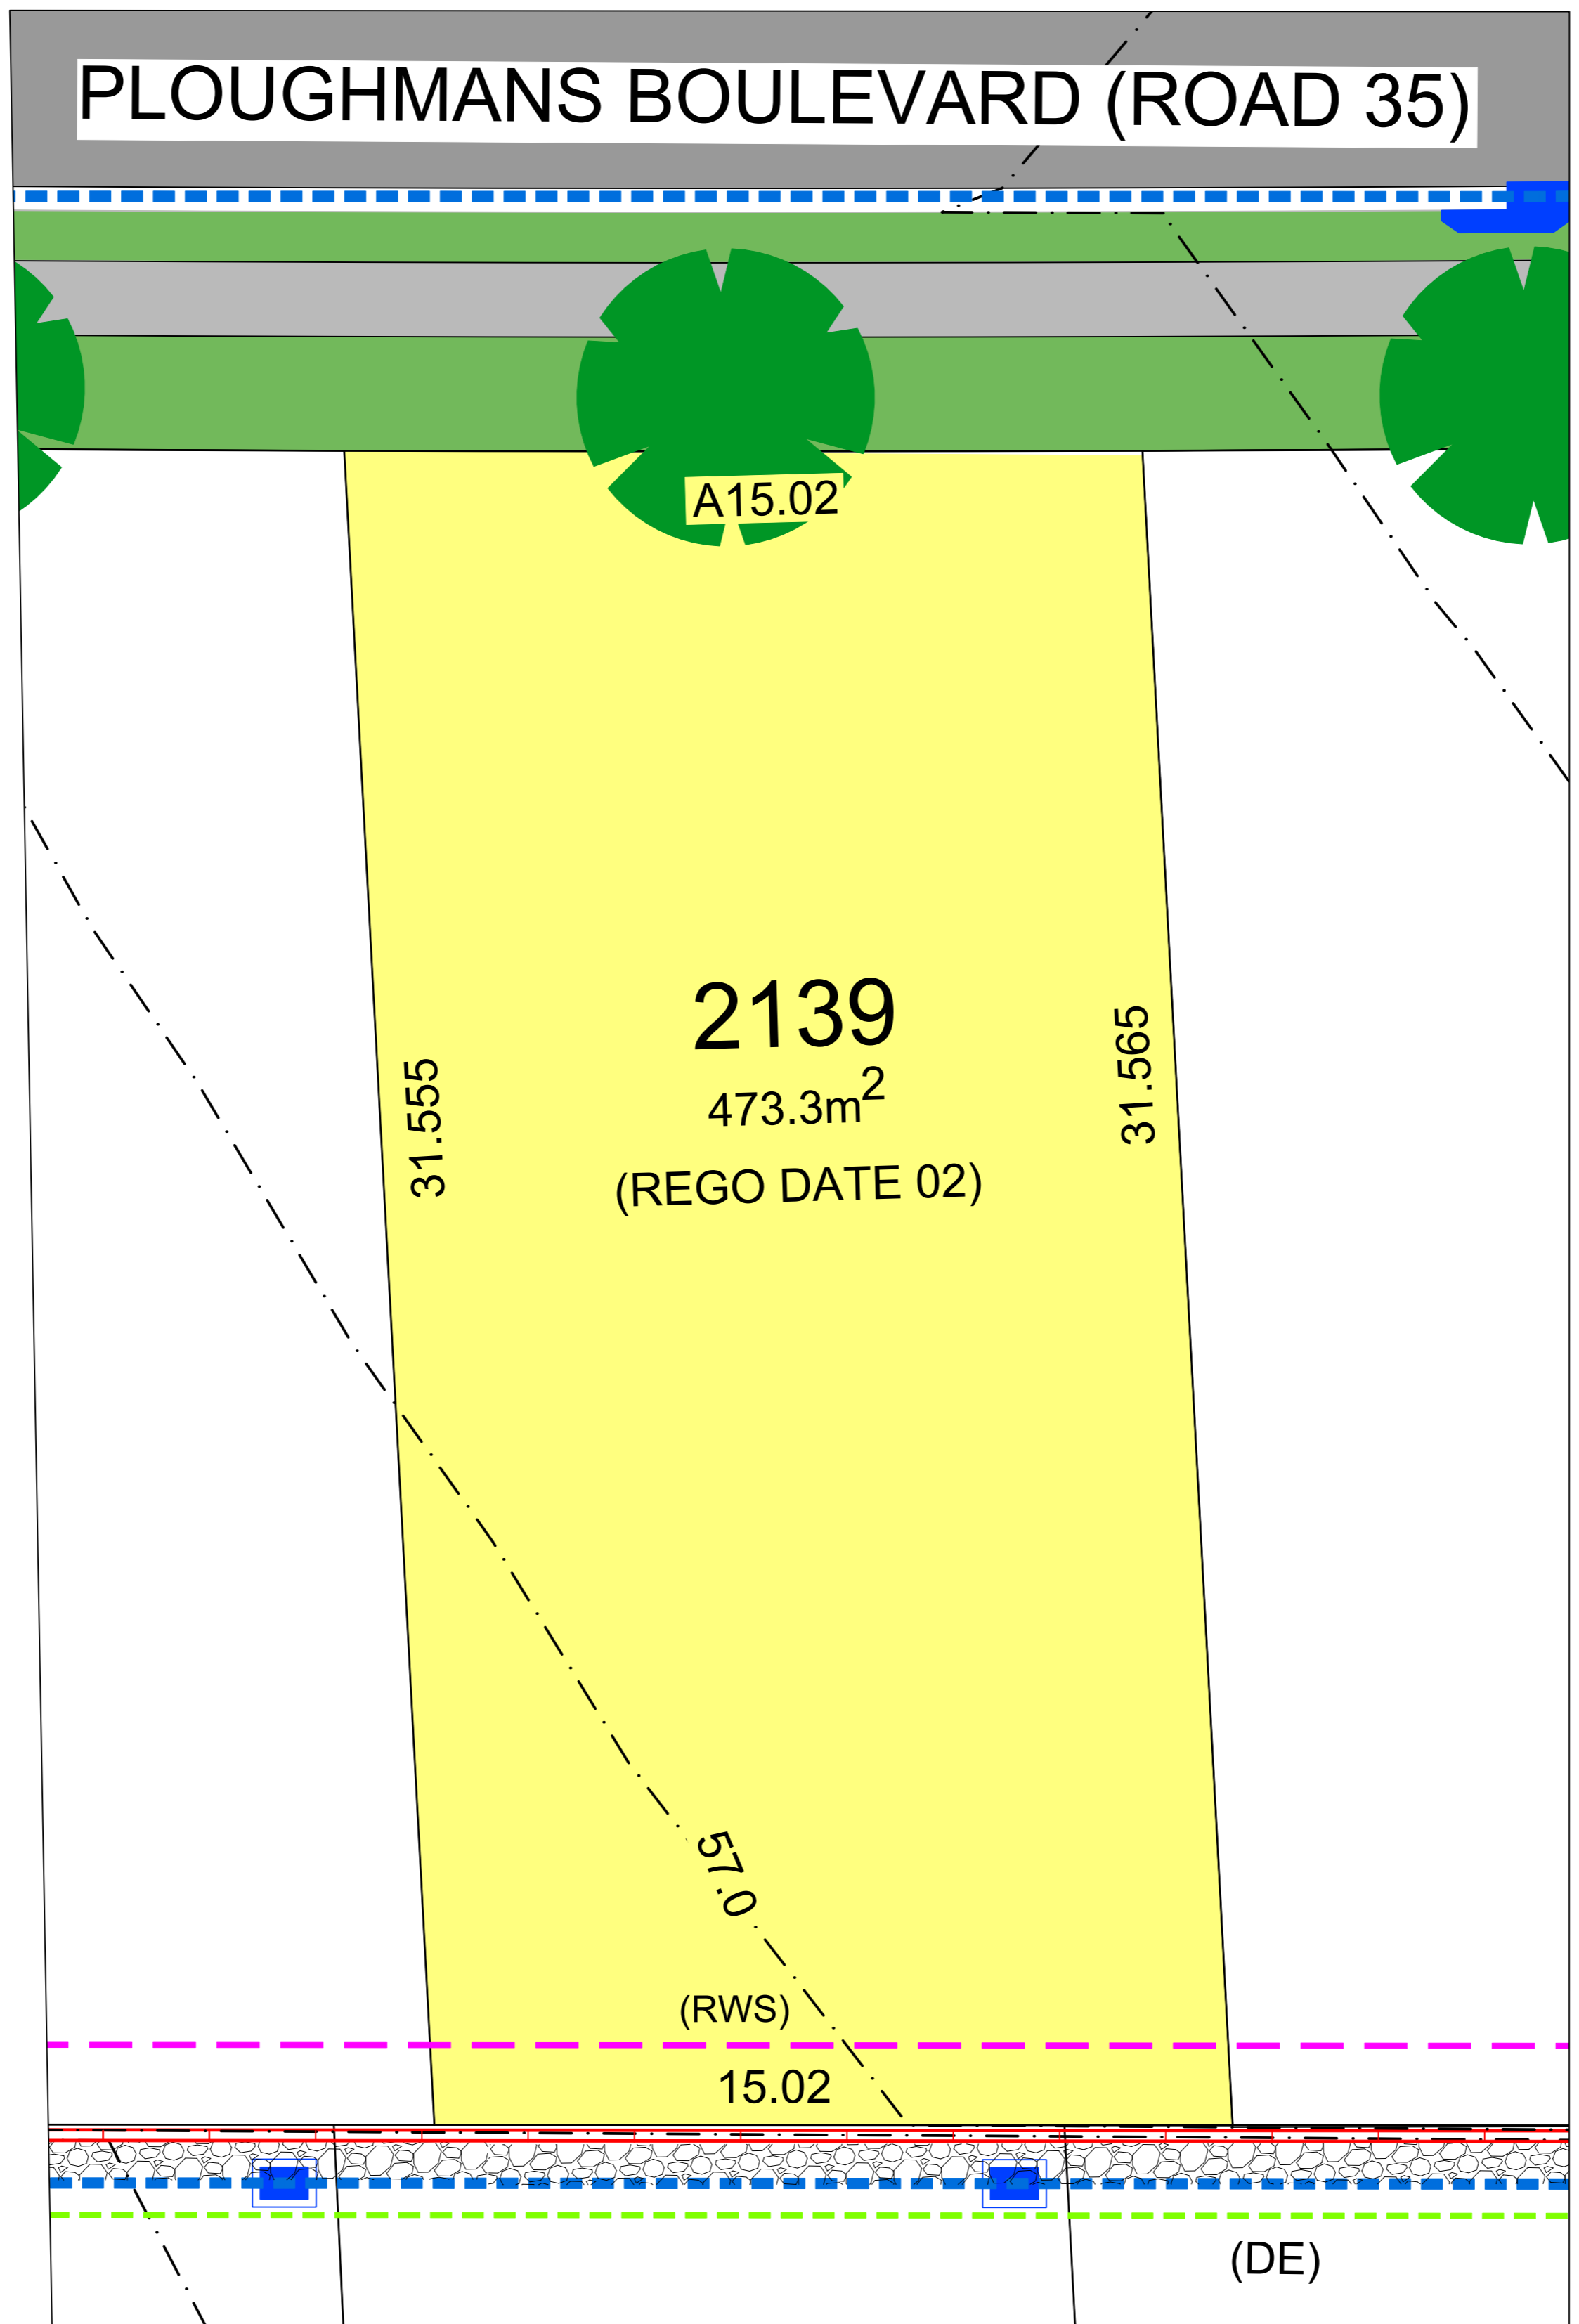 PLOUGHMANS BOULEVARD (ROAD 35)
A15.02
2139
473.3m²
(REGO DATE 02)
31.555
31.565
57.0
(RWS)
15.02
(DE)